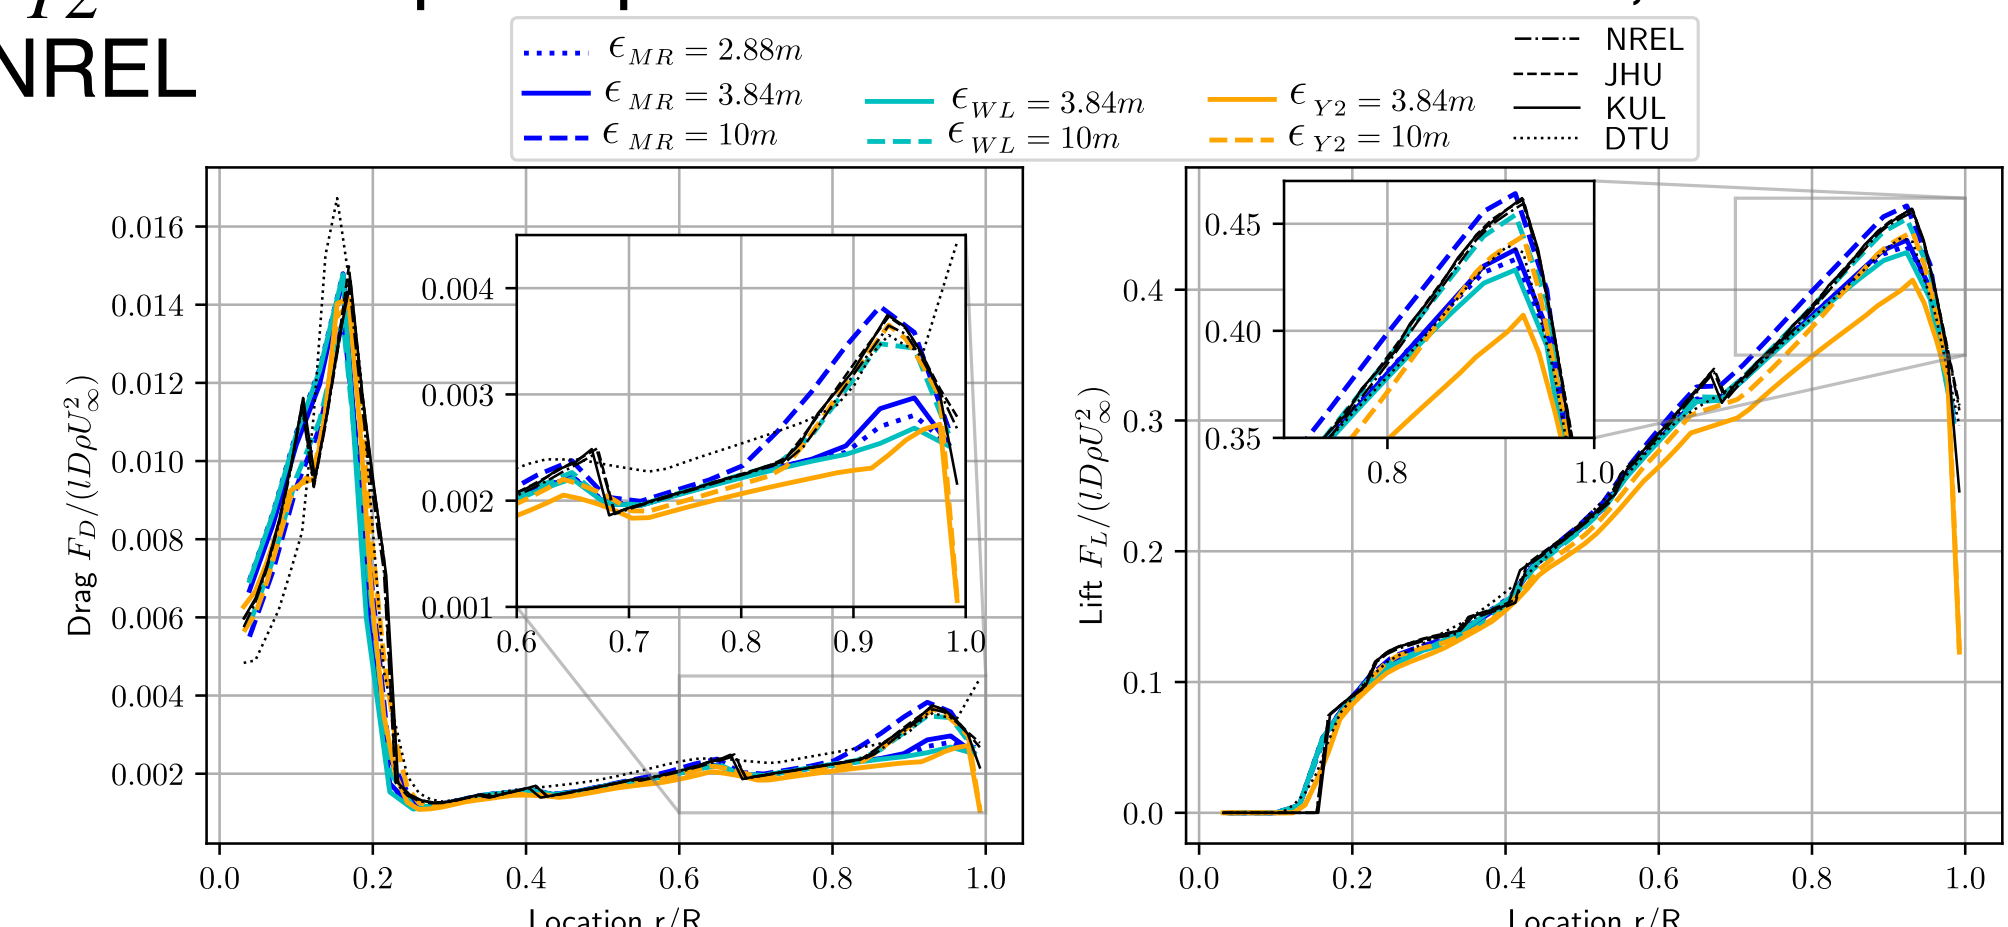 Y2
NREL
ϵ_MR = 2.88m
ϵ_MR = 3.84m
ϵ_MR = 10m
ϵ_WL = 3.84m
ϵ_WL = 10m
ϵ_Y2 = 3.84m
ϵ_Y2 = 10m
NREL
JHU
KUL
DTU
Drag F_D/(lDρU²_∞)
0.016
0.014
0.012
0.010
0.008
0.006
0.004
0.002
0.0 0.2 0.4 0.6 0.8 1.0
Location r/R
0.004
0.003
0.002
0.001
0.6 0.7 0.8 0.9 1.0
Lift F_L/(lDρU²_∞)
0.4
0.3
0.2
0.1
0.0
0.0 0.2 0.4 0.6 0.8 1.0
Location r/R
0.45
0.40
0.35
0.8 1.0